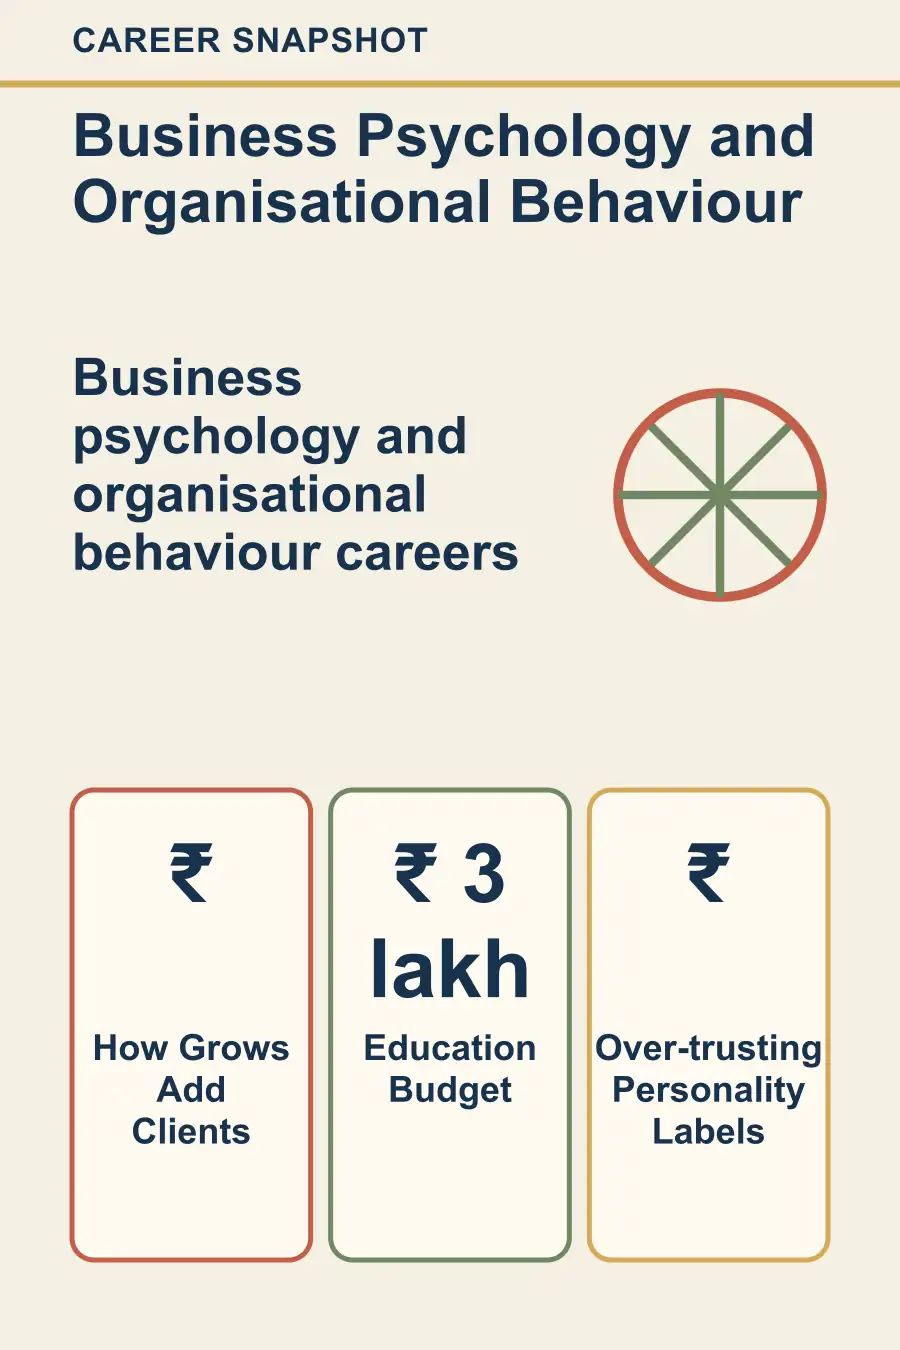 CAREER SNAPSHOT
Business Psychology and
Organisational Behaviour
Business
psychology and
organisational
behaviour careers
₹
How Grows
Add
Clients
₹ 3
lakh
Education
Budget
₹
Over-trusting
Personality
Labels